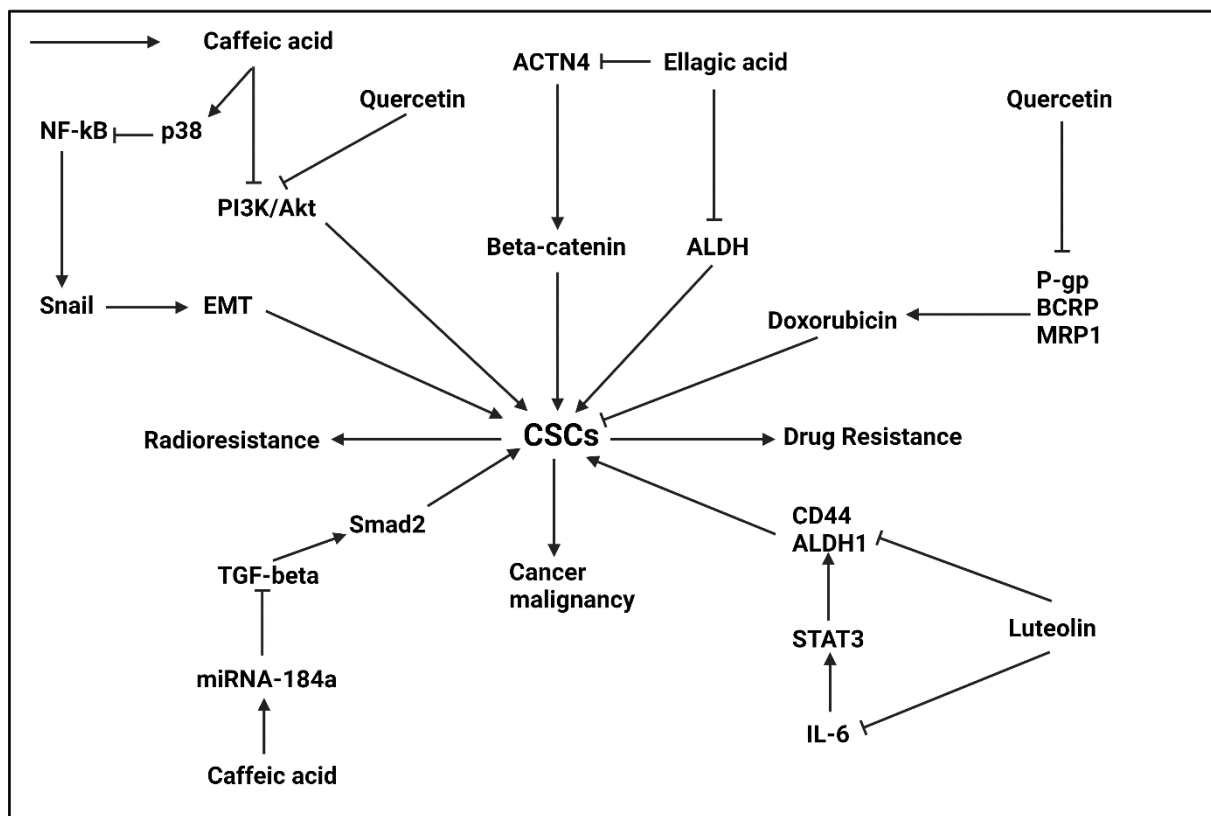 Caffeic acid
ACTN4
Ellagic acid
Quercetin
Quercetin
NF-kB
p38
PI3K/Akt
Beta-catenin
ALDH
P-gp
BCRP
MRP1
Snail
EMT
Doxorubicin
Radioresistance
CSCs
Drug Resistance
CD44
ALDH1
Smad2
TGF-beta
Cancer
malignancy
STAT3
Luteolin
miRNA-184a
IL-6
Caffeic acid